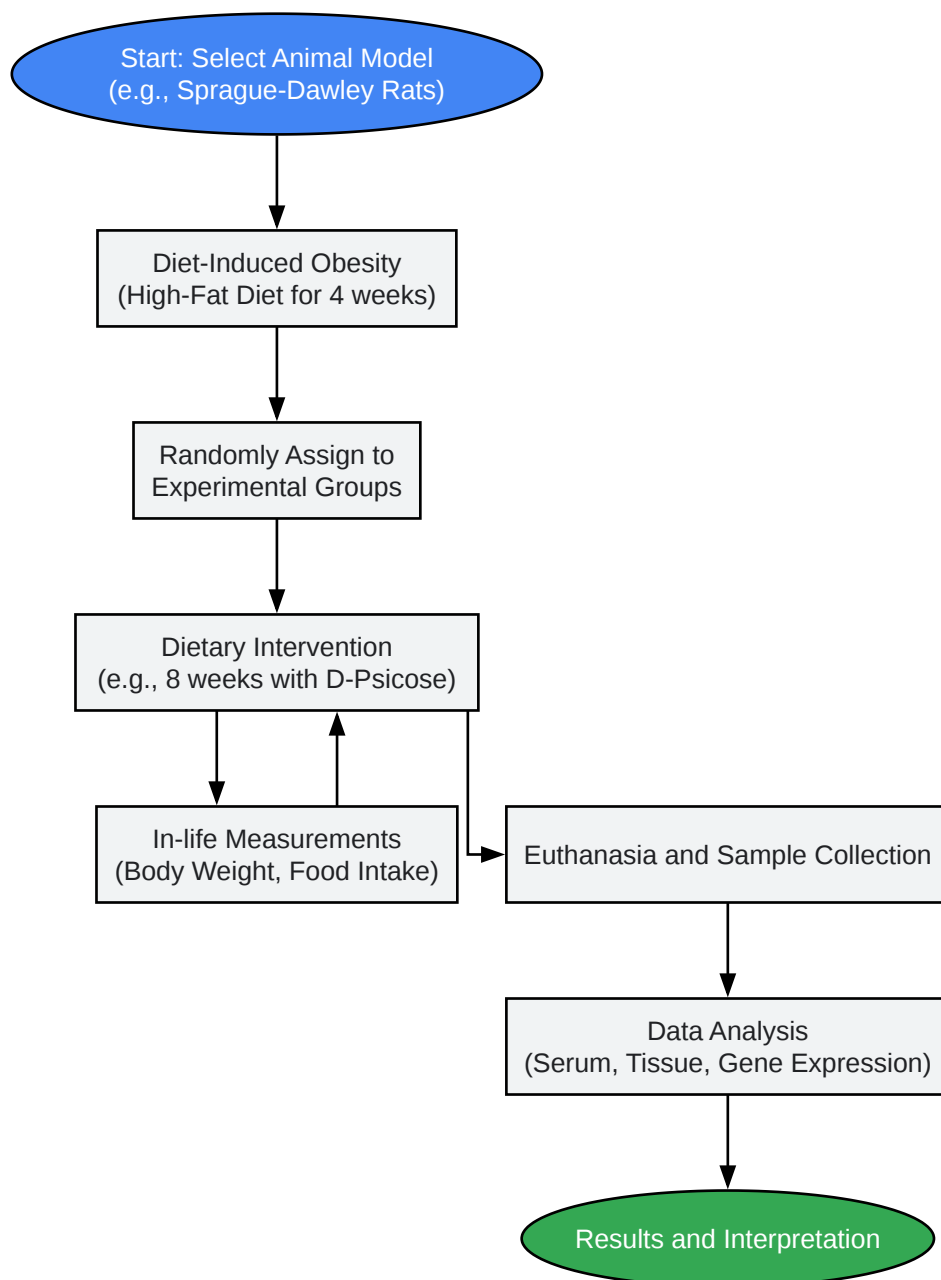 Start: Select Animal Model
(e.g., Sprague-Dawley Rats)
Diet-Induced Obesity
(High-Fat Diet for 4 weeks)
Randomly Assign to
Experimental Groups
Dietary Intervention
(e.g., 8 weeks with D-Psicose)
In-life Measurements
(Body Weight, Food Intake)
Euthanasia and Sample Collection
Data Analysis
(Serum, Tissue, Gene Expression)
Results and Interpretation